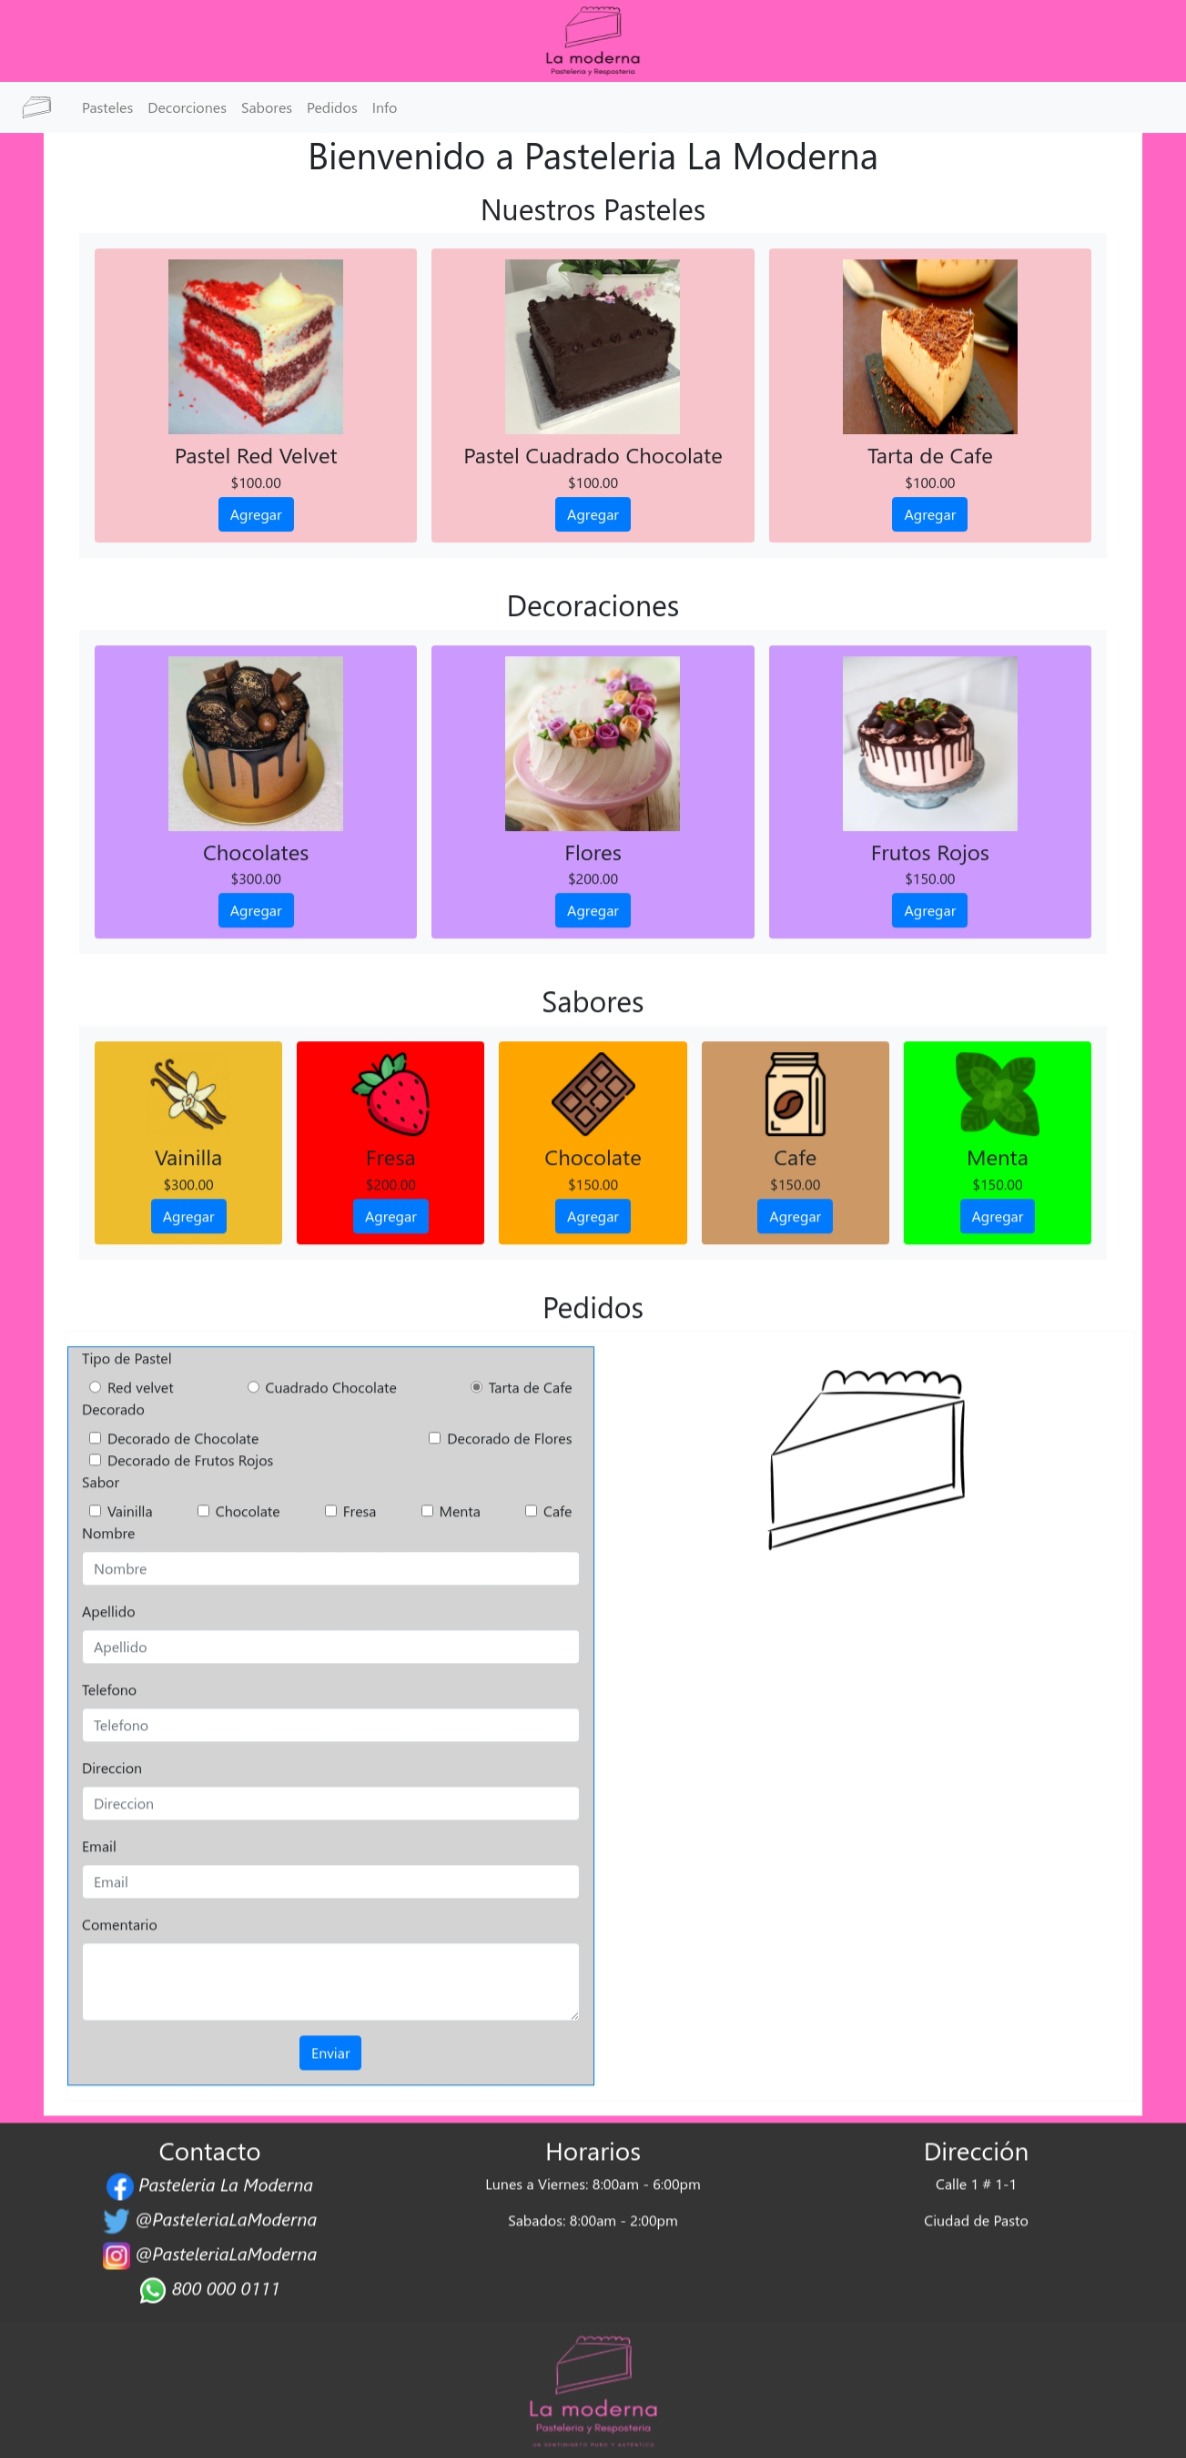 La moderna
Pasteleria y Resposteria
Pasteles Decorciones Sabores Pedidos Info
Bienvenido a Pasteleria La Moderna
Nuestros Pasteles
Pastel Red Velvet Pastel Cuadrado Chocolate Tarta de Cafe
$100.00 $100.00 $100.00
Agregar Agregar Agregar
Decoraciones
Chocolates Flores Frutos Rojos
$300.00 $200.00 $150.00
Agregar Agregar Agregar
Sabores
Vainilla Fresa Chocolate Cafe Menta
$300.00 $200.00 $150.00 $150.00 $150.00
Agregar Agregar Agregar Agregar Agregar
Pedidos
Tipo de Pastel
Red velvet Cuadrado Chocolate Tarta de Cafe
Decorado
Decorado de Chocolate Decorado de Flores
Decorado de Frutos Rojos
Sabor
Vainilla Chocolate Fresa Menta Cafe
Nombre
Nombre
Apellido
Apellido
Telefono
Telefono
Direccion
Direccion
Email
Email
Comentario
Enviar
Contacto
Pasteleria La Moderna
@PasteleriaLaModerna
@PasteleriaLaModerna
800 000 0111
Horarios
Lunes a Viernes: 8:00am - 6:00pm
Sabados: 8:00am - 2:00pm
Dirección
Calle 1 # 1-1
Ciudad de Pasto
La moderna
Pasteleria y Resposteria